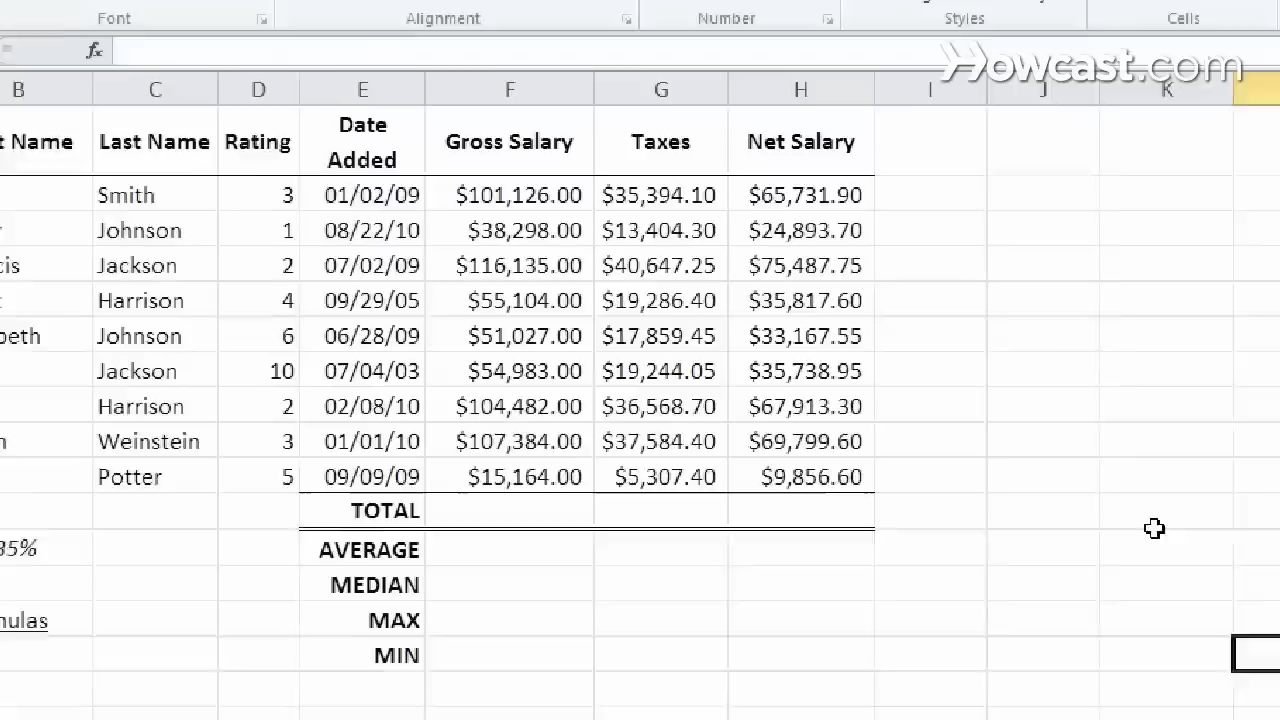 Font Alignment Number Styles Cells
fx
Howcast.com
B C D E F G H I J K
t Name Last Name Rating Date Added Gross Salary Taxes Net Salary
Smith 3 01/02/09 $101,126.00 $35,394.10 $65,731.90
r Johnson 1 08/22/10 $38,298.00 $13,404.30 $24,893.70
cis Jackson 2 07/02/09 $116,135.00 $40,647.25 $75,487.75
t Harrison 4 09/29/05 $55,104.00 $19,286.40 $35,817.60
beth Johnson 6 06/28/09 $51,027.00 $17,859.45 $33,167.55
Jackson 10 07/04/03 $54,983.00 $19,244.05 $35,738.95
Harrison 2 02/08/10 $104,482.00 $36,568.70 $67,913.30
n Weinstein 3 01/01/10 $107,384.00 $37,584.40 $69,799.60
Potter 5 09/09/09 $15,164.00 $5,307.40 $9,856.60
TOTAL
35% AVERAGE
MEDIAN
mulas MAX
MIN